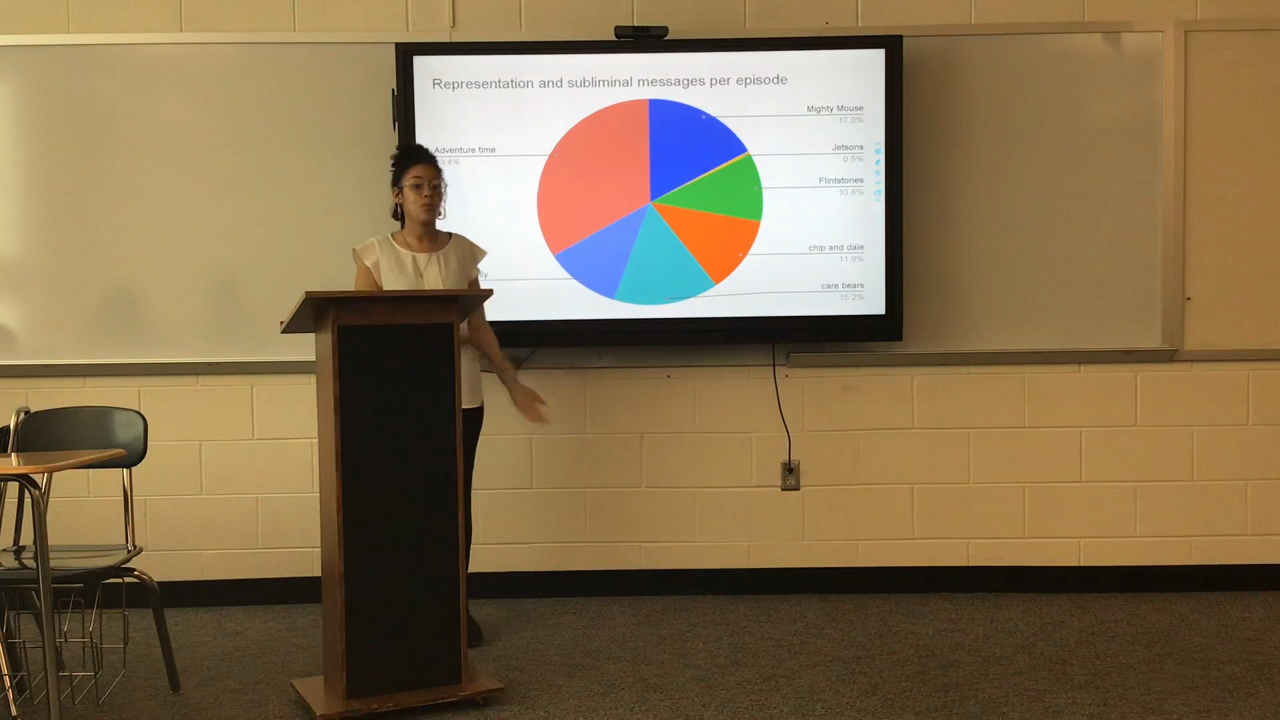 Representation and subliminal messages per episode
Mighty Mouse
17.0%
Adventure time
Jetsons
0.5%
Flintstones
10.8%
chip and dale
11.9%
care bears
15.2%